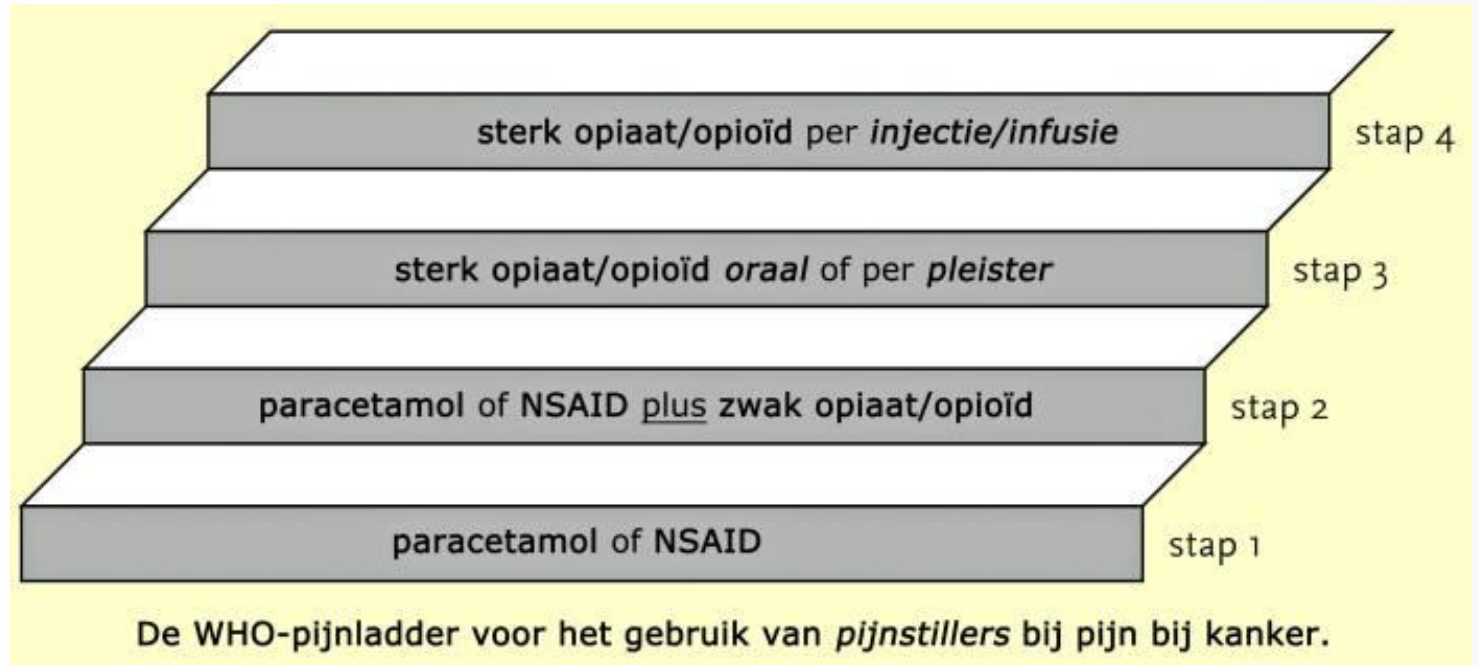 sterk opiaat/opioïd per injectie/infusie stap 4
sterk opiaat/opioïd oraal of per pleister stap 3
paracetamol of NSAID plus zwak opiaat/opioïd stap 2
paracetamol of NSAID stap 1
De WHO-pijnladder voor het gebruik van pijnstillers bij pijn bij kanker.